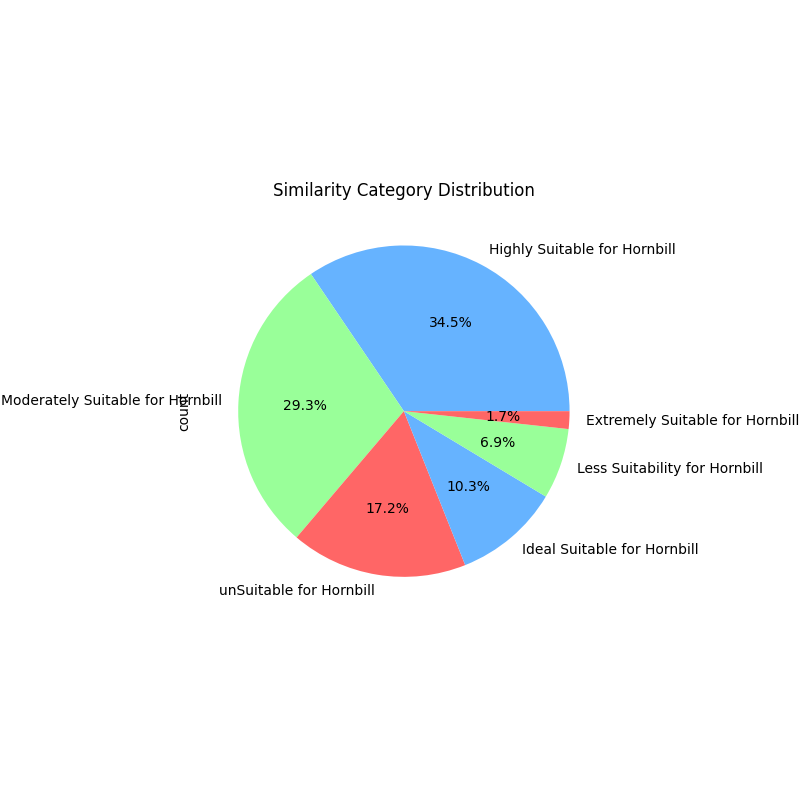 Similarity Category Distribution
Highly Suitable for Hornbill
34.5%
Moderately Suitable for Hornbill
29.3%
count
1.7%
Extremely Suitable for Hornbill
6.9%
Less Suitability for Hornbill
10.3%
17.2%
Ideal Suitable for Hornbill
unSuitable for Hornbill